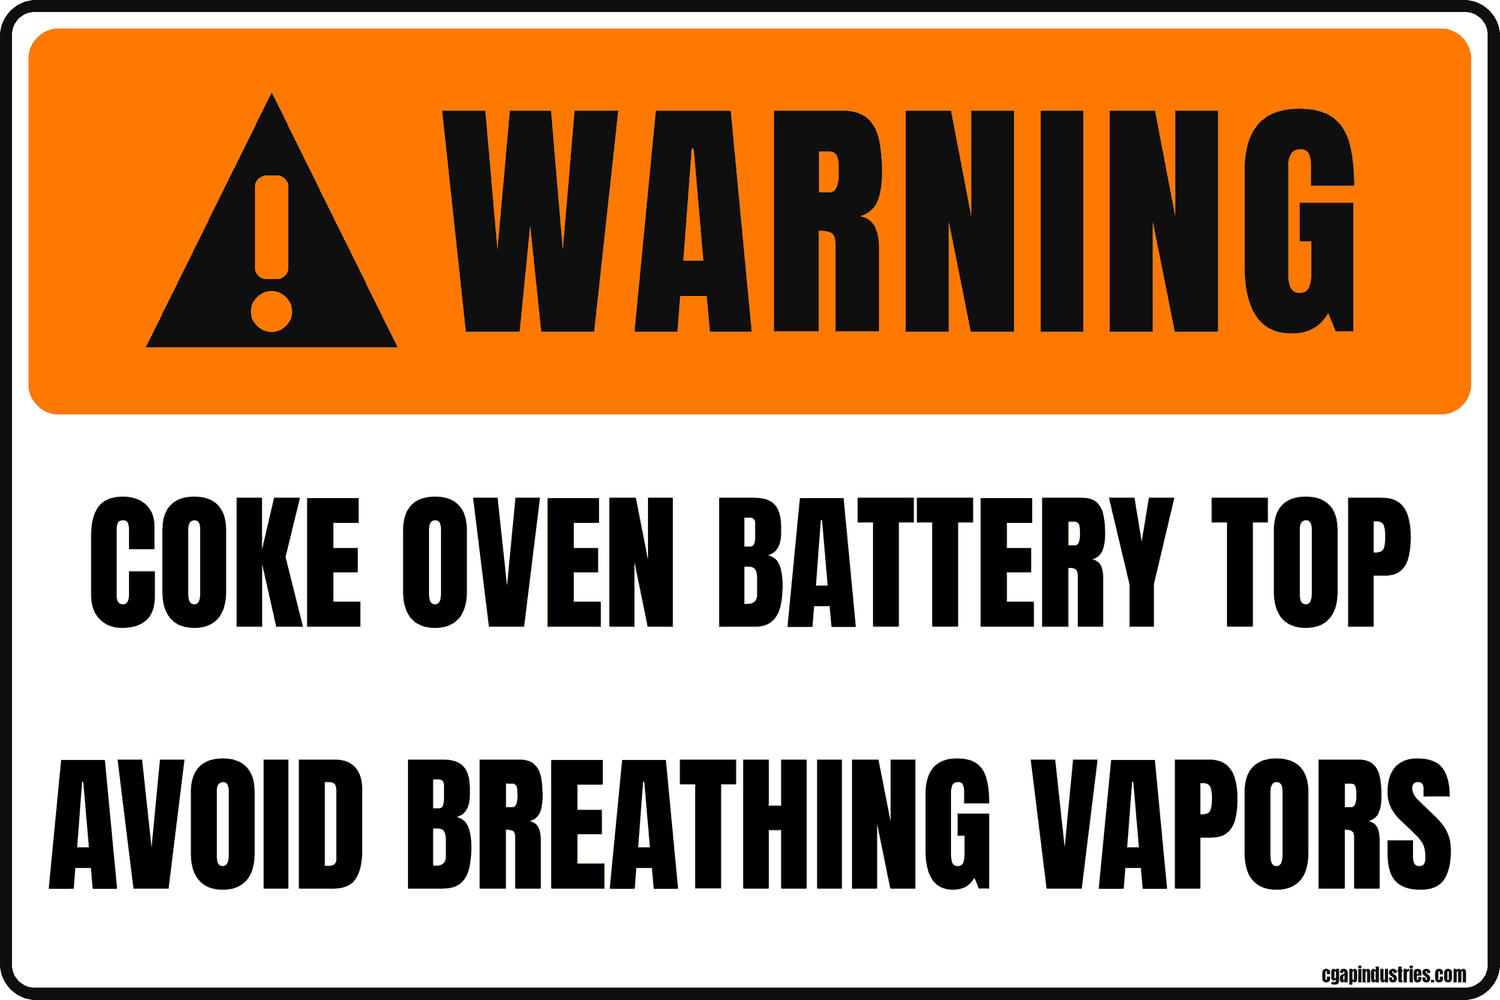 WARNING
COKE OVEN BATTERY TOP
AVOID BREATHING VAPORS
cgapindustries.com